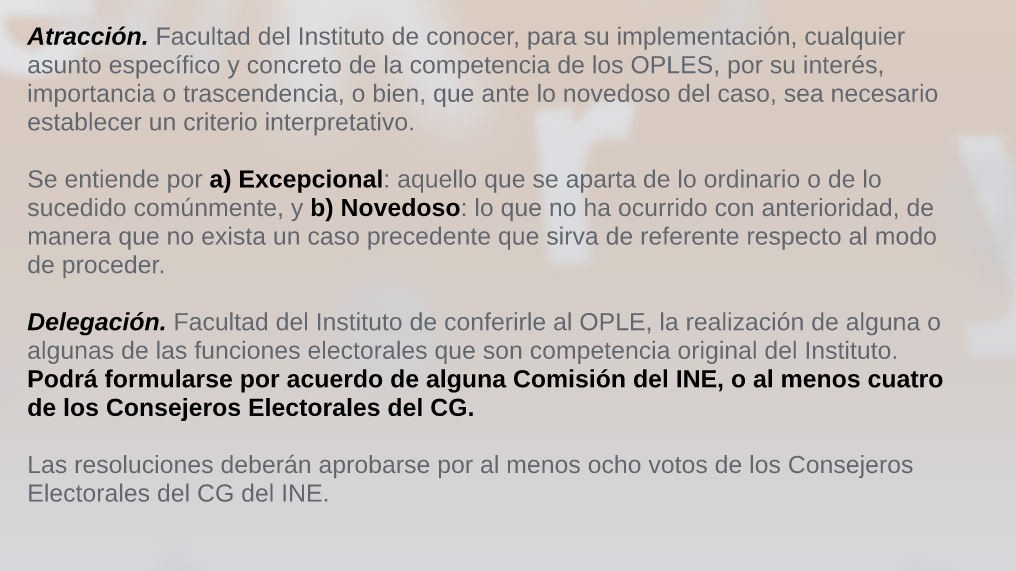 Atracción. Facultad del Instituto de conocer, para su implementación, cualquier
asunto específico y concreto de la competencia de los OPLES, por su interés,
importancia o trascendencia, o bien, que ante lo novedoso del caso, sea necesario
establecer un criterio interpretativo.
Se entiende por a) Excepcional: aquello que se aparta de lo ordinario o de lo
sucedido comúnmente, y b) Novedoso: lo que no ha ocurrido con anterioridad, de
manera que no exista un caso precedente que sirva de referente respecto al modo
de proceder.
Delegación. Facultad del Instituto de conferirle al OPLE, la realización de alguna o
algunas de las funciones electorales que son competencia original del Instituto.
Podrá formularse por acuerdo de alguna Comisión del INE, o al menos cuatro
de los Consejeros Electorales del CG.
Las resoluciones deberán aprobarse por al menos ocho votos de los Consejeros
Electorales del CG del INE.